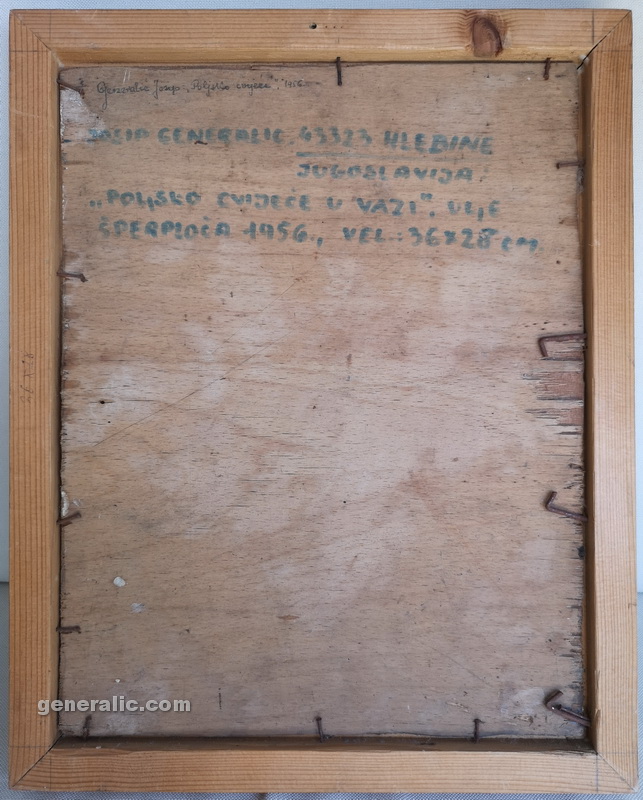 Generalić Josip "Poljsko cvijeće", 1956
JOSIP GENERALIĆ, 43323 HLEBINE
JUGOSLAVIJA
„POLJSKO CVIJEĆE U VAZI", ULJE
ŠPERPLOČA 1956., VEL.: 36X28 cm.
generalic.com